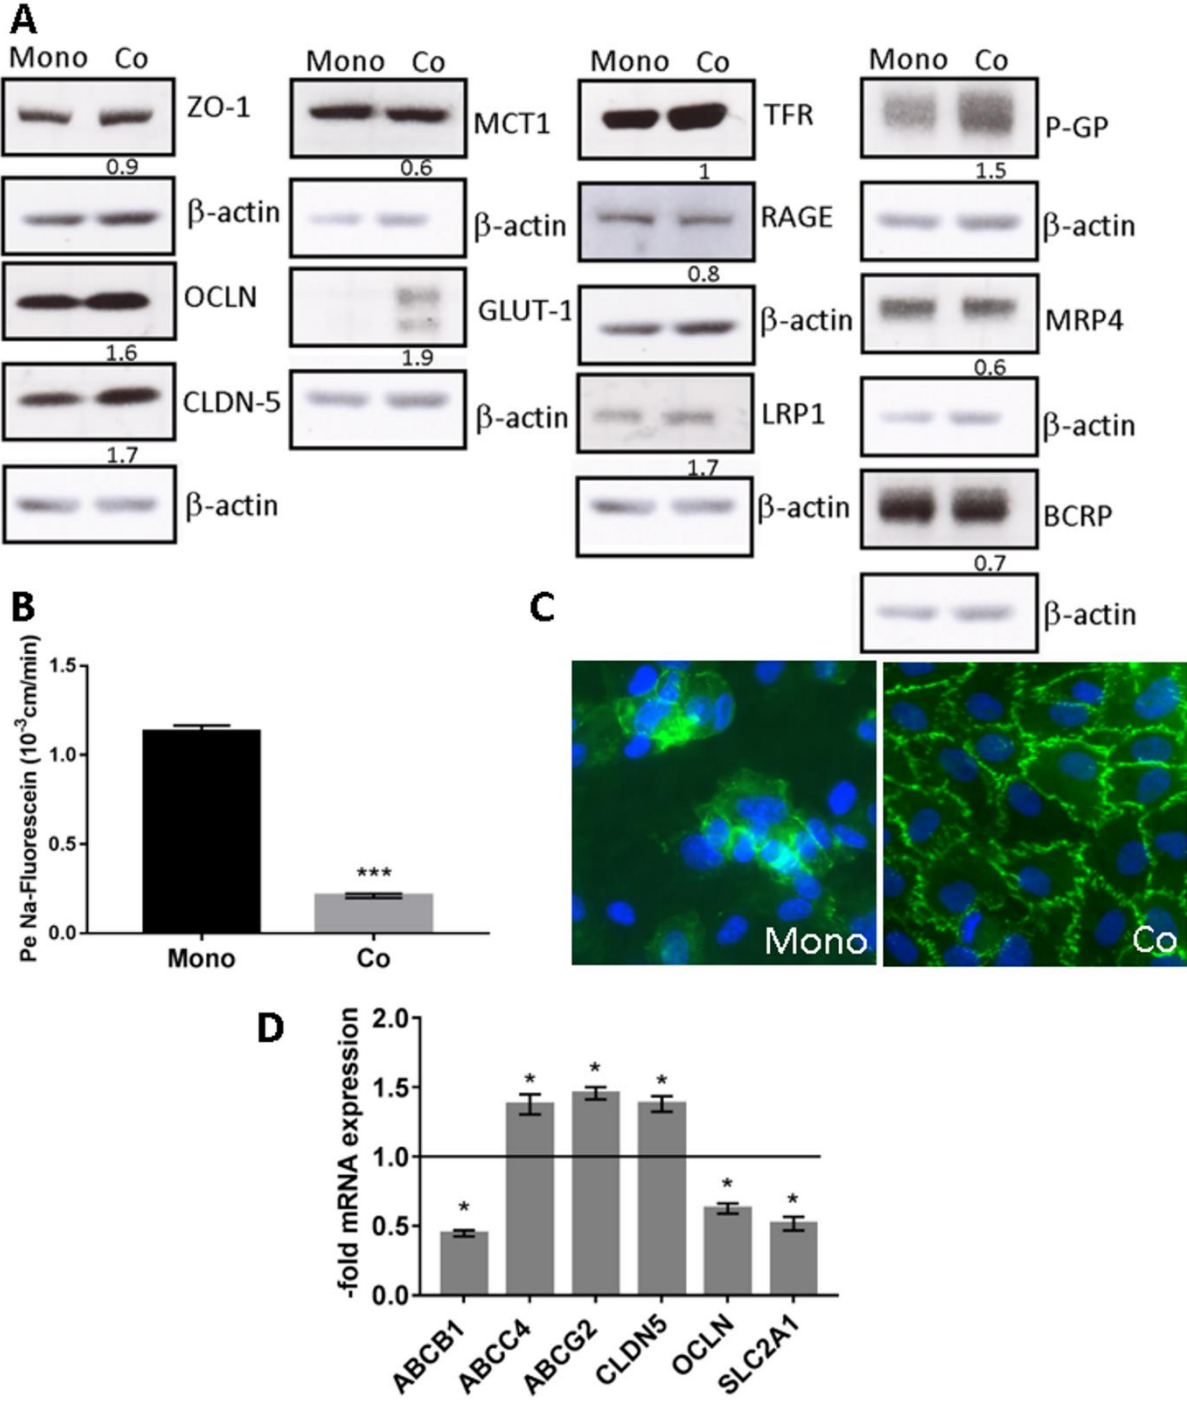 A
Mono Co
ZO-1
0.9
β-actin
OCLN
1.6
CLDN-5
1.7
β-actin
Mono Co
MCT1
0.6
β-actin
GLUT-1
1.9
β-actin
Mono Co
TFR
1
RAGE
0.8
β-actin
LRP1
1.7
β-actin
Mono Co
P-GP
1.5
β-actin
MRP4
0.6
β-actin
BCRP
0.7
β-actin
B
Pe Na-Fluorescein (10-3cm/min)
1.5
1.0
0.5
0.0
***
Mono Co
C
Mono
Co
D
-fold mRNA expression
2.0
1.5
1.0
0.5
0.0
* * * * * *
ABCB1
ABCC4
ABCG2
CLDN5
OCLN
SLC2A1